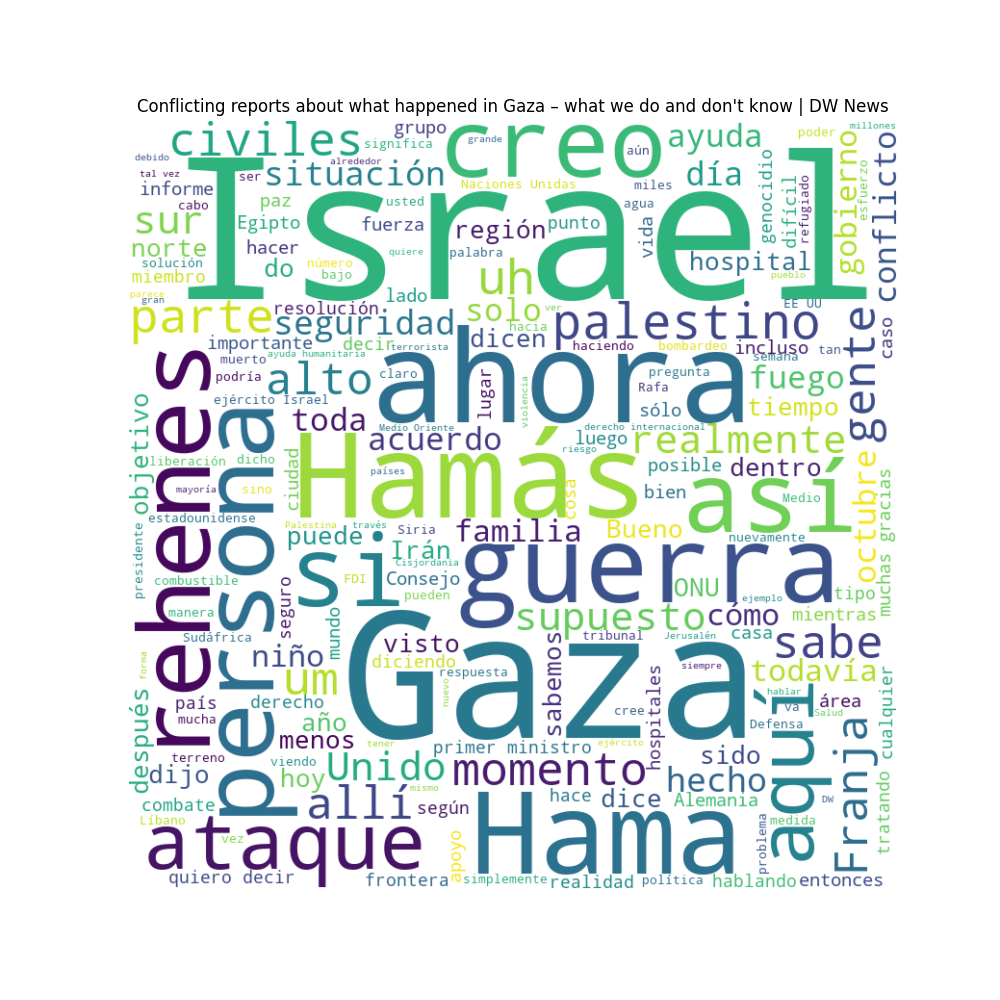 Conflicting reports about what happened in Gaza – what we do and don't know | DW News
civiles
grupo
significa
grande
creo
aún
ayuda
poder
millones
debido
tal vez
alrededor
situación
ser
informe
cabo
paz
usted
Naciones Unidas
miles
agua
día
genocidio
difícil
refugiado
gobierno
esfuerzo
conflicto
Israel
sur
Egipto
fuerza
región
punto
vida
norte
hacer
quiere
palabra
hospital
solución
do
número
bajo
uh
pueblo
miembro
parece
gran
lado
solo
ver
EE UU
parte
resolución
seguridad
hacia
palestino
caso
importante
decir
terrorista
dicen
haciendo
bombardeo
incluso
tan
gente
muerto
ayuda humanitaria
ahora
semana
podría
alto
claro
lugar
violencia
pregunta
Rafa
fuego
rehenes
persona
ejército Israel
sólo
tiempo
objetivo
toda
Medio Oriente
acuerdo
derecho internacional
luego
riesgo
realmente
liberación
dicho
ciudad
Hamás
países
posible
dentro
mayoría
sino
cosa
bien
así
Medio
octubre
muchas gracias
estadounidense
Palestina
través
Siria
familia
Bueno
nuevamente
presidente
puede
Irán
Cisjordania
si
guerra
combustible
FDI
Consejo
ONU
pueden
ejemplo
tipo
manera
seguro
supuesto
cómo
mientras
Sudáfrica
mundo
visto
sabemos
tribunal
Jerusalén
casa
sabe
niño
diciendo
Gaza
siempre
todavía
forma
um
respuesta
nuevo
hospitales
hablar
aquí
país
derecho
cree
va
Salud
área
cualquier
después
mucha
año
Defensa
Franja
menos
tener
primer ministro
ejército
terreno
viendo
sido
dijo
hoy
Unido
momento
hecho
mismo
combate
allí
según
hace
dice
Alemania
DW
tratando
Líbano
Hama
problema
medida
ataque
vez
apoyo
quiero decir
frontera
simplemente
realidad
política
hablando
entonces